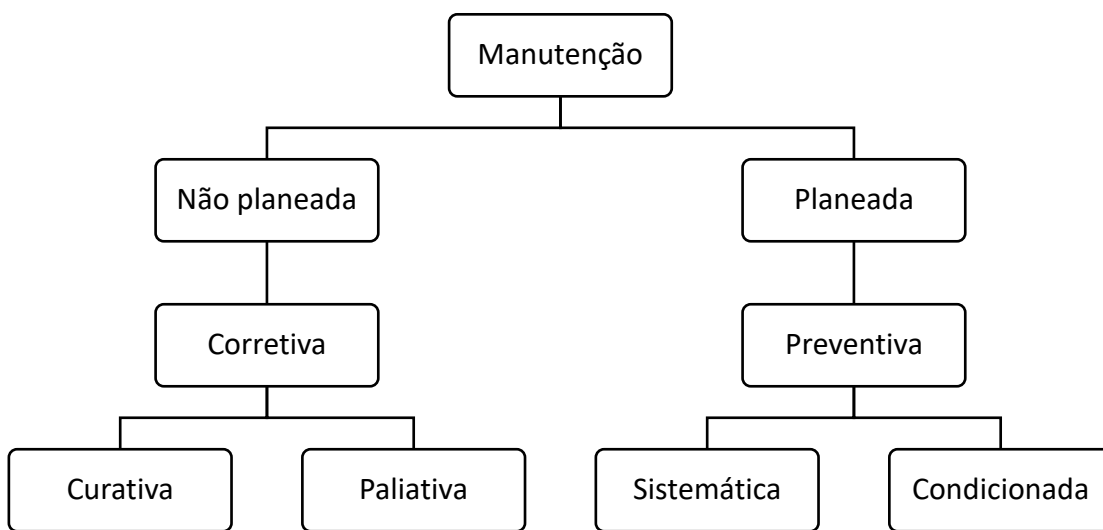 Manutenção
Não planeada
Planeada
Corretiva
Preventiva
Curativa
Paliativa
Sistemática
Condicionada